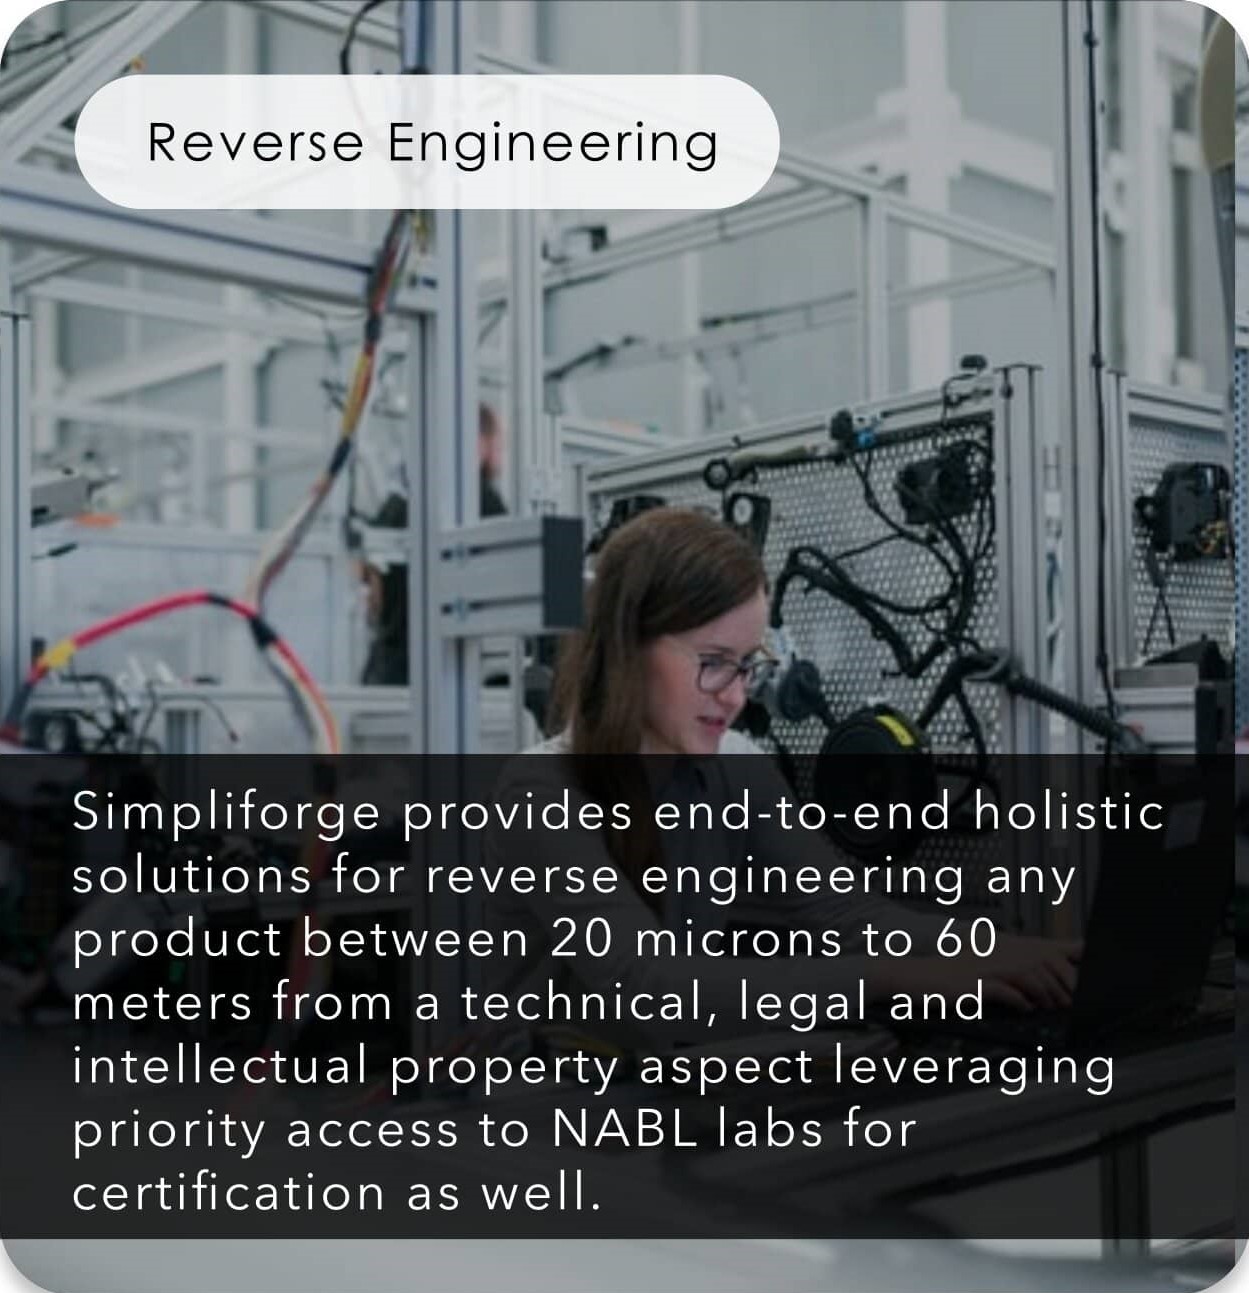 Reverse Engineering
Simpliforge provides end-to-end holistic
solutions for reverse engineering any
product between 20 microns to 60
meters from a technical, legal and
intellectual property aspect leveraging
priority access to NABL labs for
certification as well.